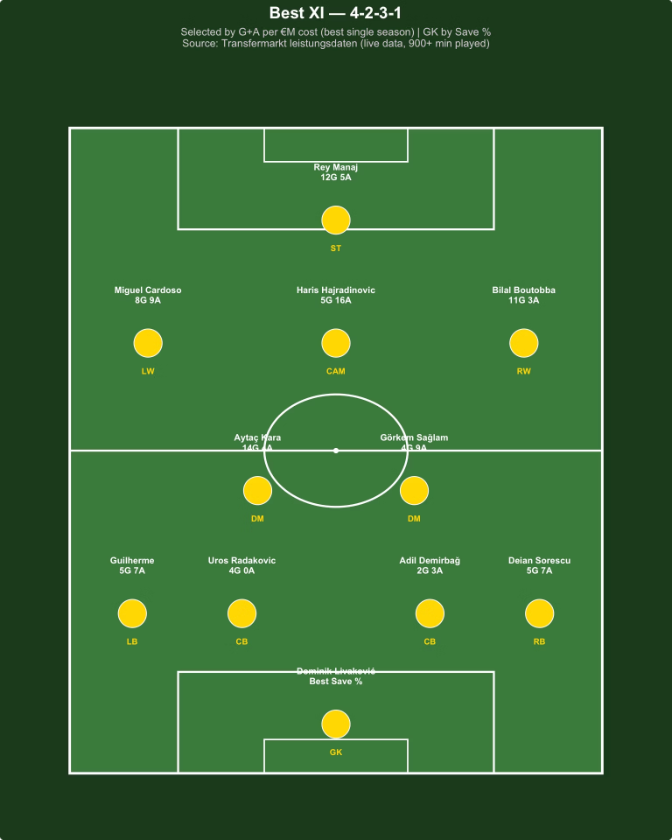 Best XI — 4-2-3-1
Selected by G+A per €M cost (best single season) | GK by Save %
Source: Transfermarkt leistungsdaten (live data, 900+ min played)
Rey Manaj
12G 5A
ST
Miguel Cardoso
8G 9A
LW
Haris Hajradinovic
5G 16A
CAM
Bilal Boutobba
11G 3A
RW
Aytaç Kara
14G
DM
Görkem Sağlam
4G 9A
DM
Guilherme
5G 7A
LB
Uros Radakovic
4G 0A
CB
Adil Demirbağ
2G 3A
CB
Deian Sorescu
5G 7A
RB
Dominik Livaković
Best Save %
GK